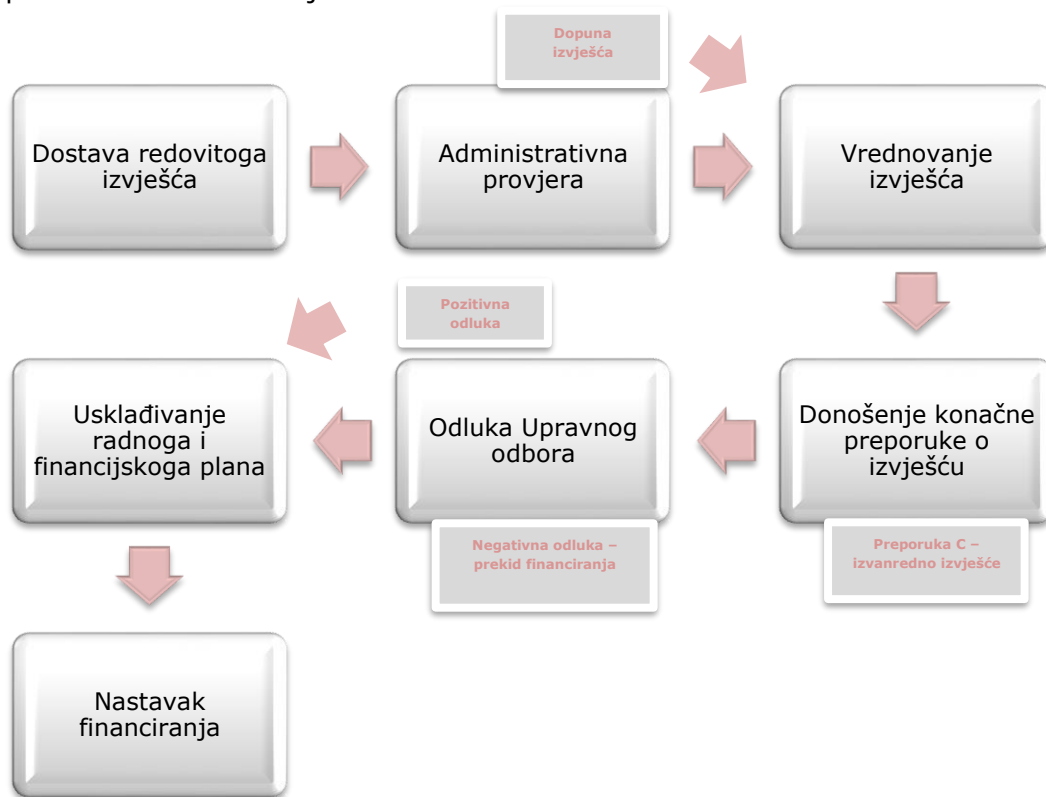 Dopuna
izvješća
Dostava redovitoga
izvješća
Administrativna
provjera
Vrednovanje
izvješća
Pozitivna
odluka
Usklađivanje
radnoga i
financijskoga plana
Odluka Upravnog
odbora
Donošenje konačne
preporuke o
izvješću
Negativna odluka –
prekid financiranja
Preporuka C –
izvanredno izvješće
Nastavak
financiranja